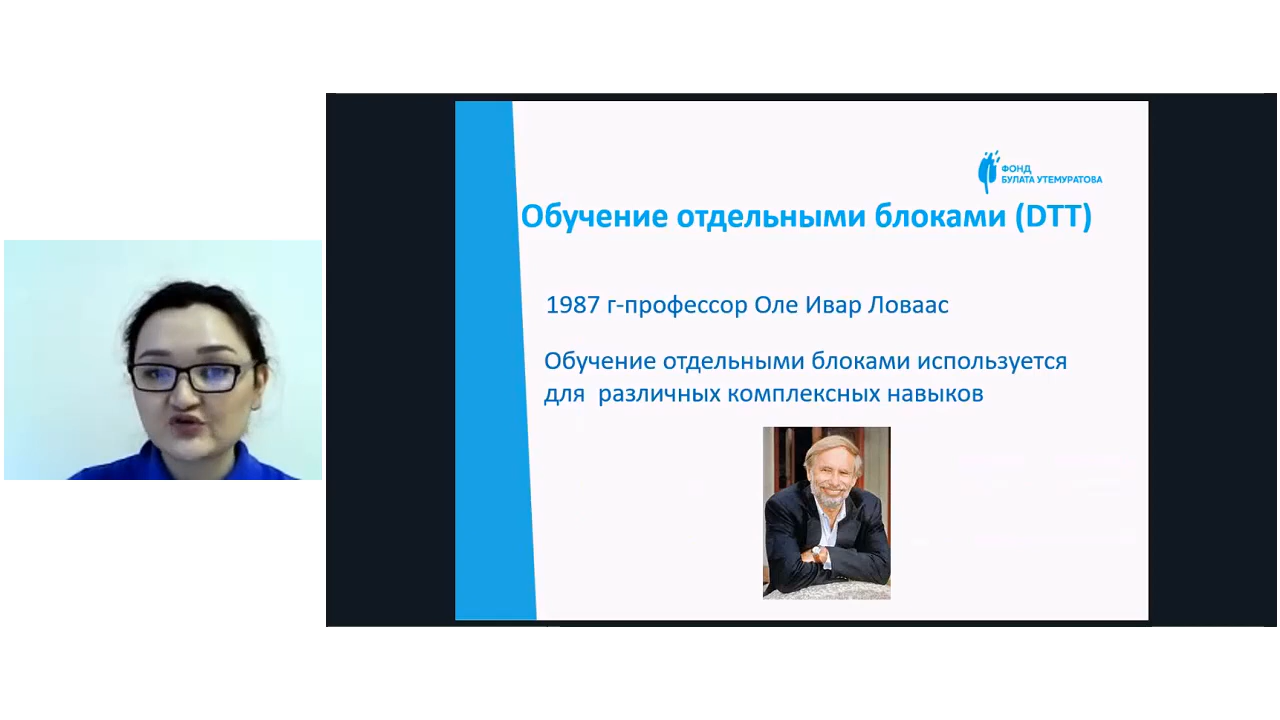 ФОНД
БУЛАТА УТЕМУРАТОВА
Обучение отдельными блоками (DTT)
1987 г-профессор Оле Ивар Ловаас
Обучение отдельными блоками используется
для различных комплексных навыков